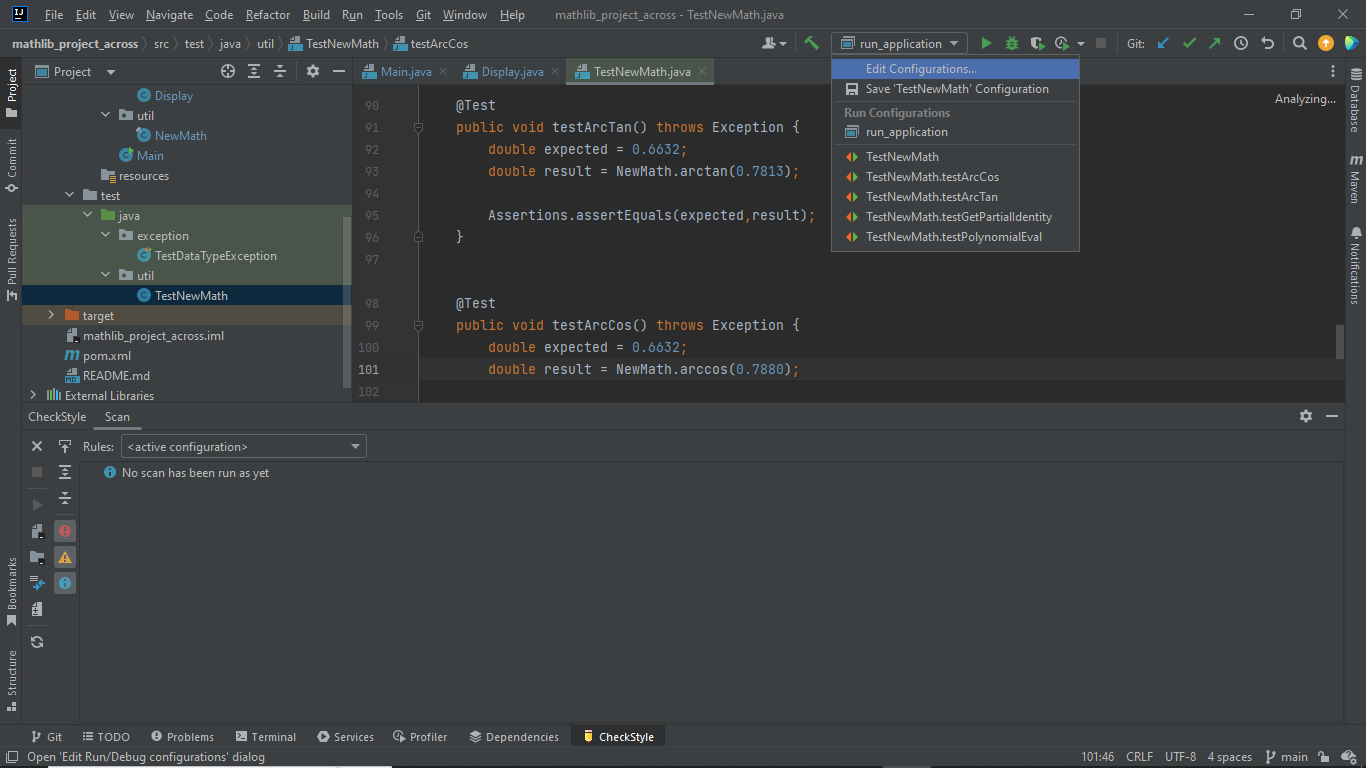 File Edit View Navigate Code Refactor Build Run Tools Git Window Help mathlib_project_across - TestNewMath.java
mathlib_project_across src test java util TestNewMath testArcCos run_application Git:
Project
Main.java Display.java TestNewMath.java
Display
util
NewMath
Main
resources
test
java
exception
TestDataTypeException
util
TestNewMath
target
mathlib_project_across.iml
pom.xml
README.md
External Libraries
90 @Test
91 public void testArcTan() throws Exception {
92 double expected = 0.6632;
93 double result = NewMath.arctan(0.7813);
94
95 Assertions.assertEquals(expected,result);
96 }
97
98 @Test
99 public void testArcCos() throws Exception {
100 double expected = 0.6632;
101 double result = NewMath.arccos(0.7880);
102
Edit Configurations...
Save 'TestNewMath' Configuration
Run Configurations
run_application
TestNewMath
TestNewMath.testArcCos
TestNewMath.testArcTan
TestNewMath.testGetPartialIdentity
TestNewMath.testPolynomialEval
Analyzing...
Project
Commit
Pull Requests
Bookmarks
Structure
Database
Maven
Notifications
CheckStyle Scan
Rules: <active configuration>
No scan has been run as yet
Git TODO Problems Terminal Services Profiler Dependencies CheckStyle
Open 'Edit Run/Debug configurations' dialog 101:46 CRLF UTF-8 4 spaces main